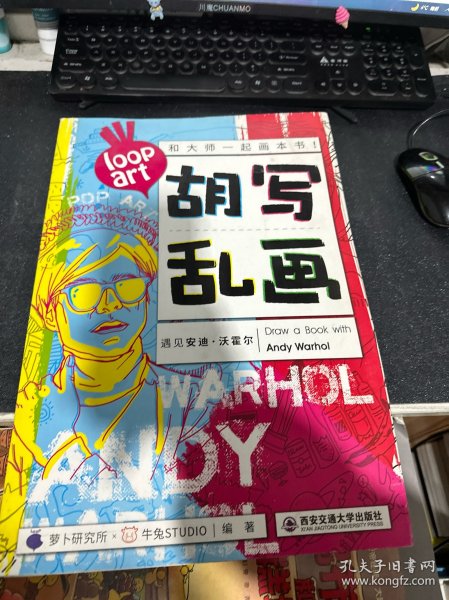 川魔CHUANMO
和大师一起画本书!
loop
art
POP AR
胡写
乱画
遇见安迪·沃霍尔
Draw a Book with
Andy Warhol
WARHOL
ANDY
萝卜研究所 × 牛兔STUDIO | 编著
西安交通大学出版社
XI'AN JIAOTONG UNIVERSITY PRESS
孔夫子旧书网
www.kongfz.com